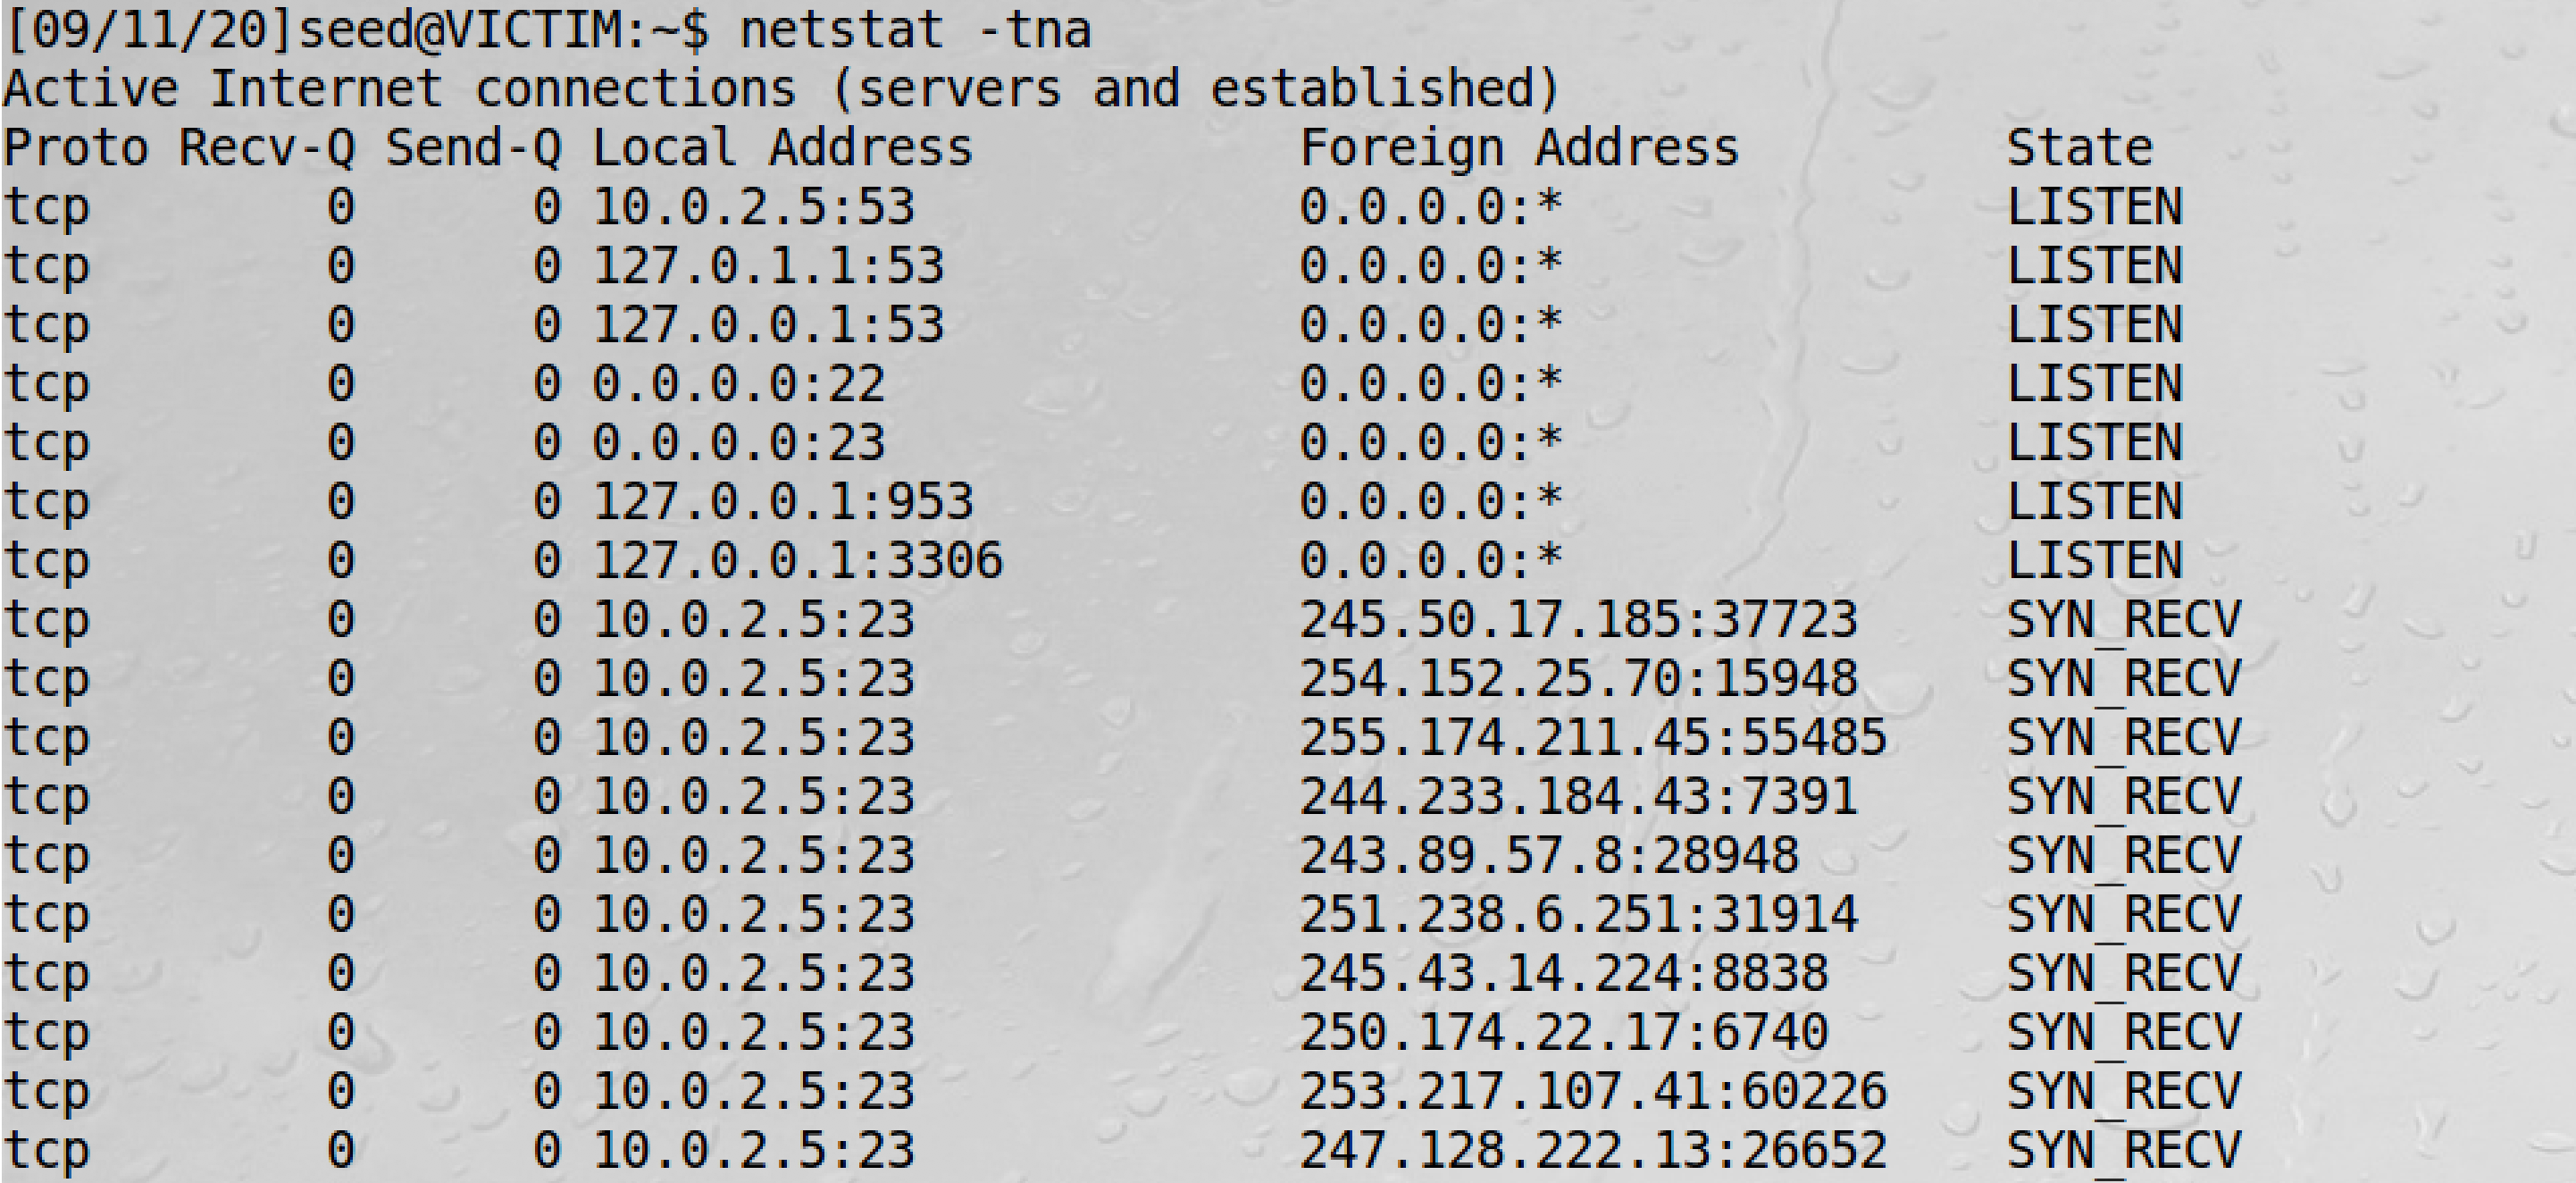 [09/11/20]seed@VICTIM:~$ netstat -tna
Active Internet connections (servers and established)
Proto Recv-Q Send-Q Local Address           Foreign Address         State
tcp        0      0 10.0.2.5:53             0.0.0.0:*               LISTEN
tcp        0      0 127.0.1.1:53            0.0.0.0:*               LISTEN
tcp        0      0 127.0.0.1:53            0.0.0.0:*               LISTEN
tcp        0      0 0.0.0.0:22              0.0.0.0:*               LISTEN
tcp        0      0 0.0.0.0:23              0.0.0.0:*               LISTEN
tcp        0      0 127.0.0.1:953           0.0.0.0:*               LISTEN
tcp        0      0 127.0.0.1:3306          0.0.0.0:*               LISTEN
tcp        0      0 10.0.2.5:23             245.50.17.185:37723     SYN_RECV
tcp        0      0 10.0.2.5:23             254.152.25.70:15948     SYN_RECV
tcp        0      0 10.0.2.5:23             255.174.211.45:55485    SYN_RECV
tcp        0      0 10.0.2.5:23             244.233.184.43:7391     SYN_RECV
tcp        0      0 10.0.2.5:23             243.89.57.8:28948       SYN_RECV
tcp        0      0 10.0.2.5:23             251.238.6.251:31914     SYN_RECV
tcp        0      0 10.0.2.5:23             245.43.14.224:8838      SYN_RECV
tcp        0      0 10.0.2.5:23             250.174.22.17:6740      SYN_RECV
tcp        0      0 10.0.2.5:23             253.217.107.41:60226    SYN_RECV
tcp        0      0 10.0.2.5:23             247.128.222.13:26652    SYN_RECV